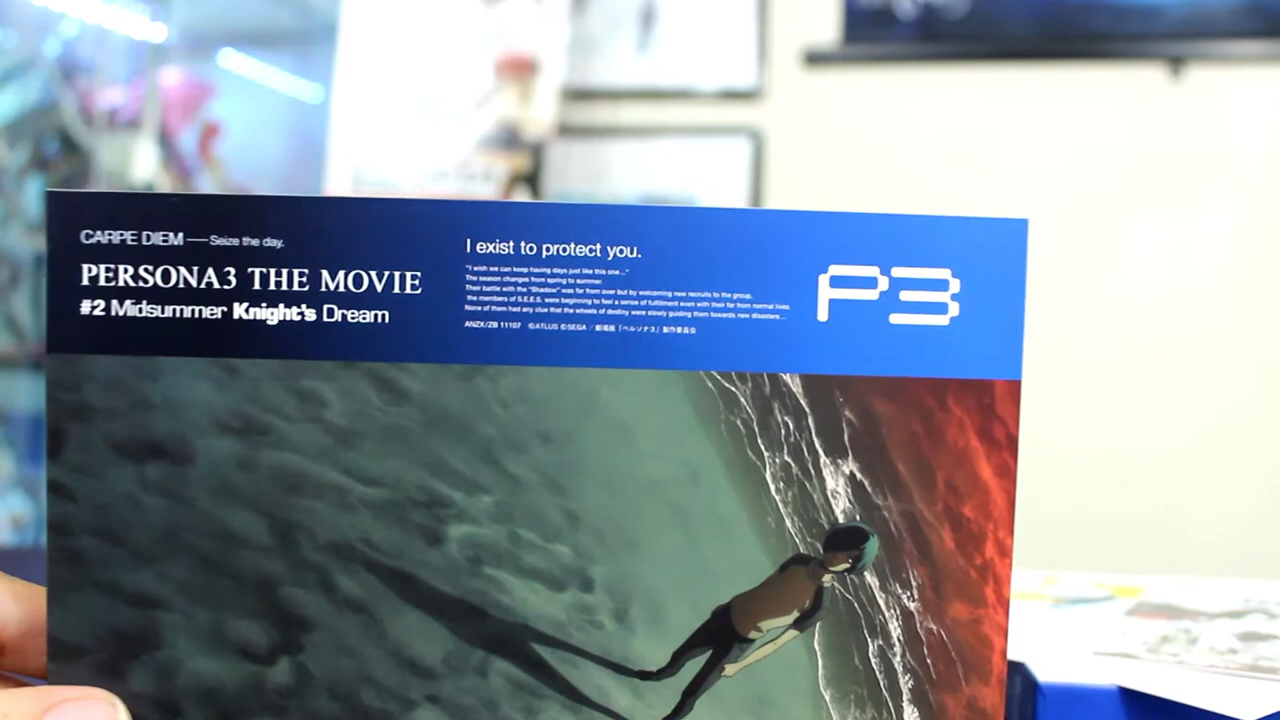 CARPE DIEM — Seize the day.
PERSONA3 THE MOVIE
#2 Midsummer Knight's Dream
I exist to protect you.
"I wish we can keep having days just like this one..."
The season changes from spring to summer.
Their battle with the "Shadow" was far from over but by welcoming new recruits to the group,
the members of S.E.E.S. were beginning to feel a sense of fulfillment even with their far from normal lives.
None of them had any clue that the wheels of destiny were slowly guiding them towards new disasters...
ANZX/ZB 11107 ©ATLUS ©SEGA / 劇場版「ペルソナ3」製作委員会
P3